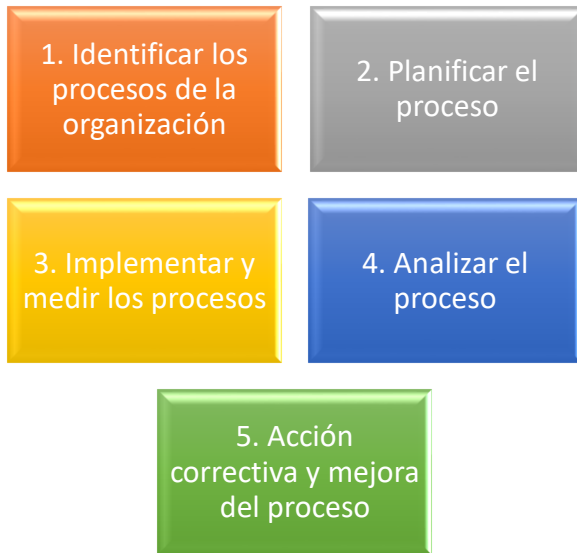 1. Identificar los
procesos de la
organización
2. Planificar el
proceso
3. Implementar y
medir los procesos
4. Analizar el
proceso
5. Acción
correctiva y mejora
del proceso